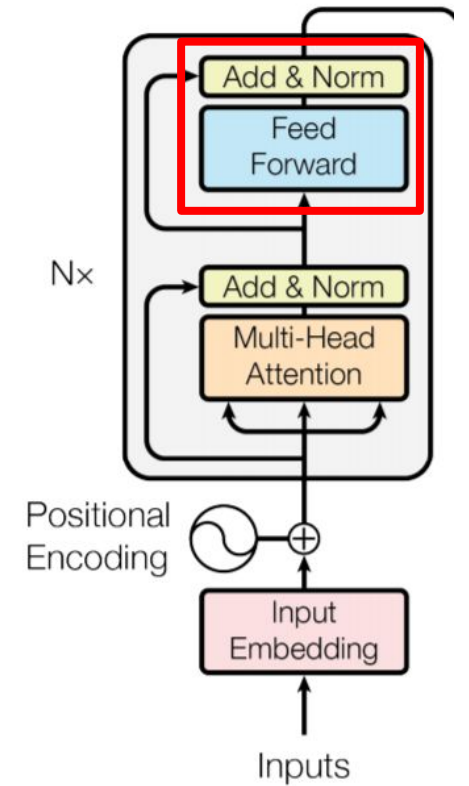 Add & Norm
Feed
Forward
Nx
Add & Norm
Multi-Head
Attention
Positional
Encoding
Input
Embedding
Inputs